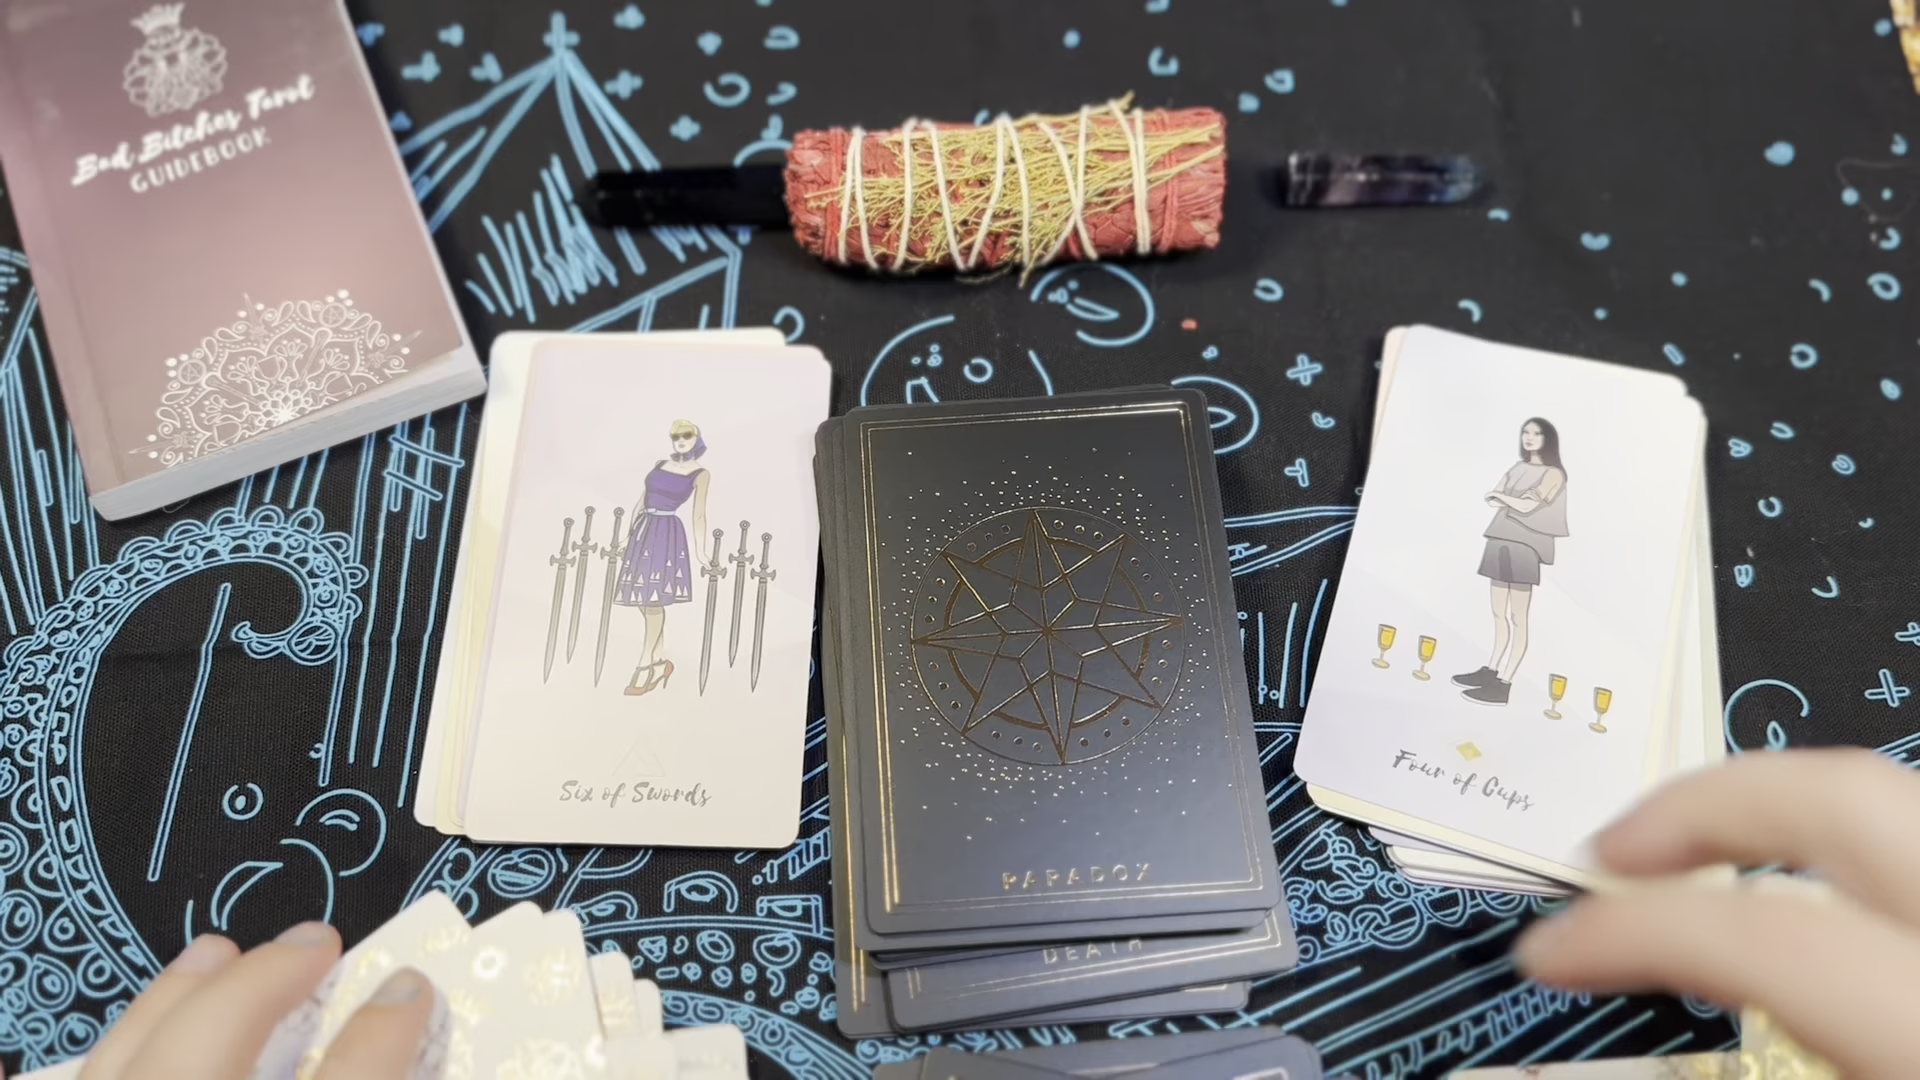 Bad Bitches Tarot
GUIDEBOOK
Six of Swords
PARADOX
DEATH
Four of Cups